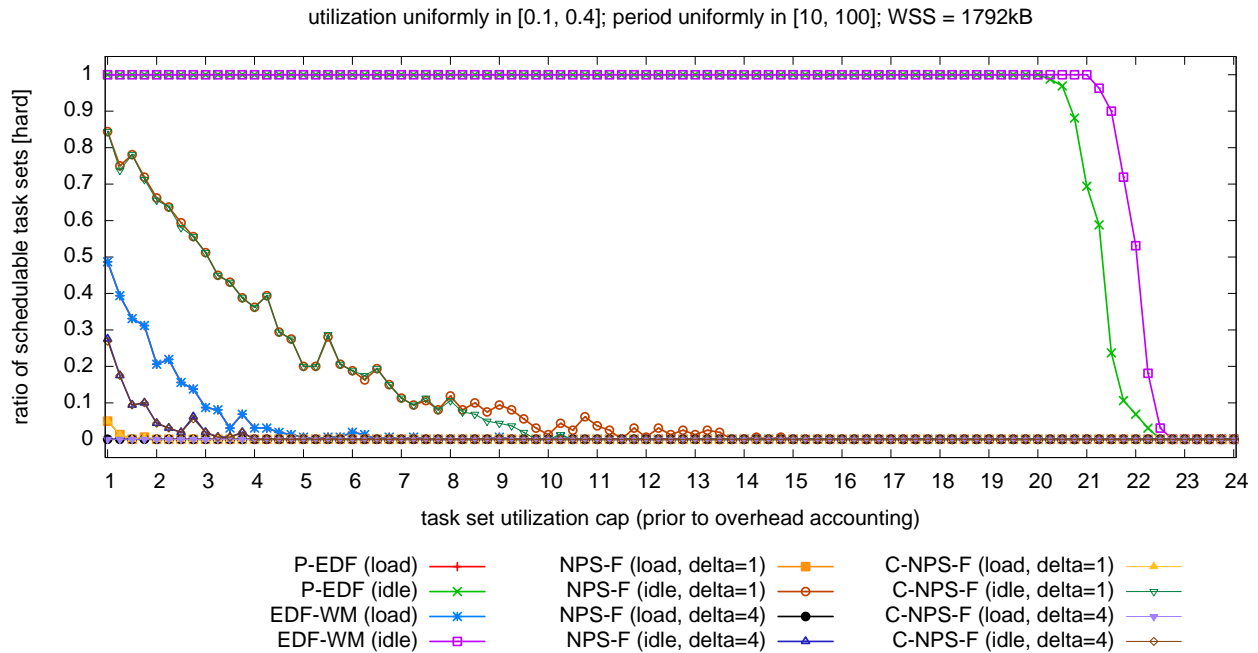 utilization uniformly in [0.1, 0.4]; period uniformly in [10, 100]; WSS = 1792kB
ratio of schedulable task sets [hard]
1
0.9
0.8
0.7
0.6
0.5
0.4
0.3
0.2
0.1
0
1 2 3 4 5 6 7 8 9 10 11 12 13 14 15 16 17 18 19 20 21 22 23 24
task set utilization cap (prior to overhead accounting)
P-EDF (load)
P-EDF (idle)
EDF-WM (load)
EDF-WM (idle)
NPS-F (load, delta=1)
NPS-F (idle, delta=1)
NPS-F (load, delta=4)
NPS-F (idle, delta=4)
C-NPS-F (load, delta=1)
C-NPS-F (idle, delta=1)
C-NPS-F (load, delta=4)
C-NPS-F (idle, delta=4)